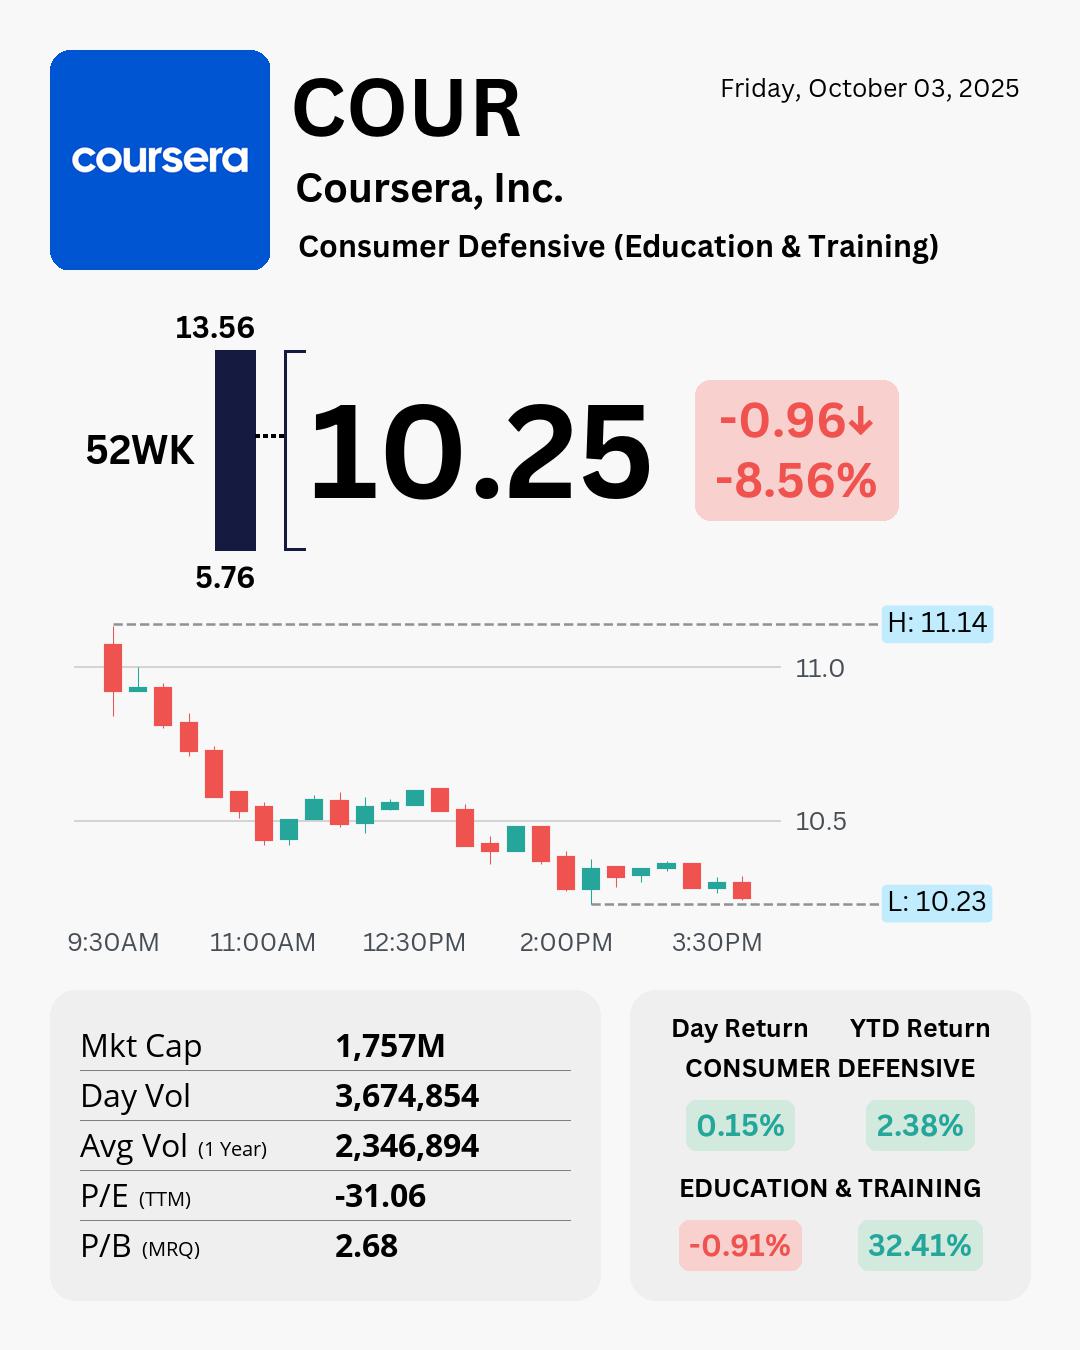 coursera
COUR
Friday, October 03, 2025
Coursera, Inc.
Consumer Defensive (Education & Training)
13.56
52WK
10.25
-0.96↓
-8.56%
5.76
H: 11.14
11.0
10.5
L: 10.23
9:30AM 11:00AM 12:30PM 2:00PM 3:30PM
Mkt Cap 1,757M
Day Vol 3,674,854
Avg Vol (1 Year) 2,346,894
P/E (TTM) -31.06
P/B (MRQ) 2.68
Day Return YTD Return
CONSUMER DEFENSIVE
0.15% 2.38%
EDUCATION & TRAINING
-0.91% 32.41%